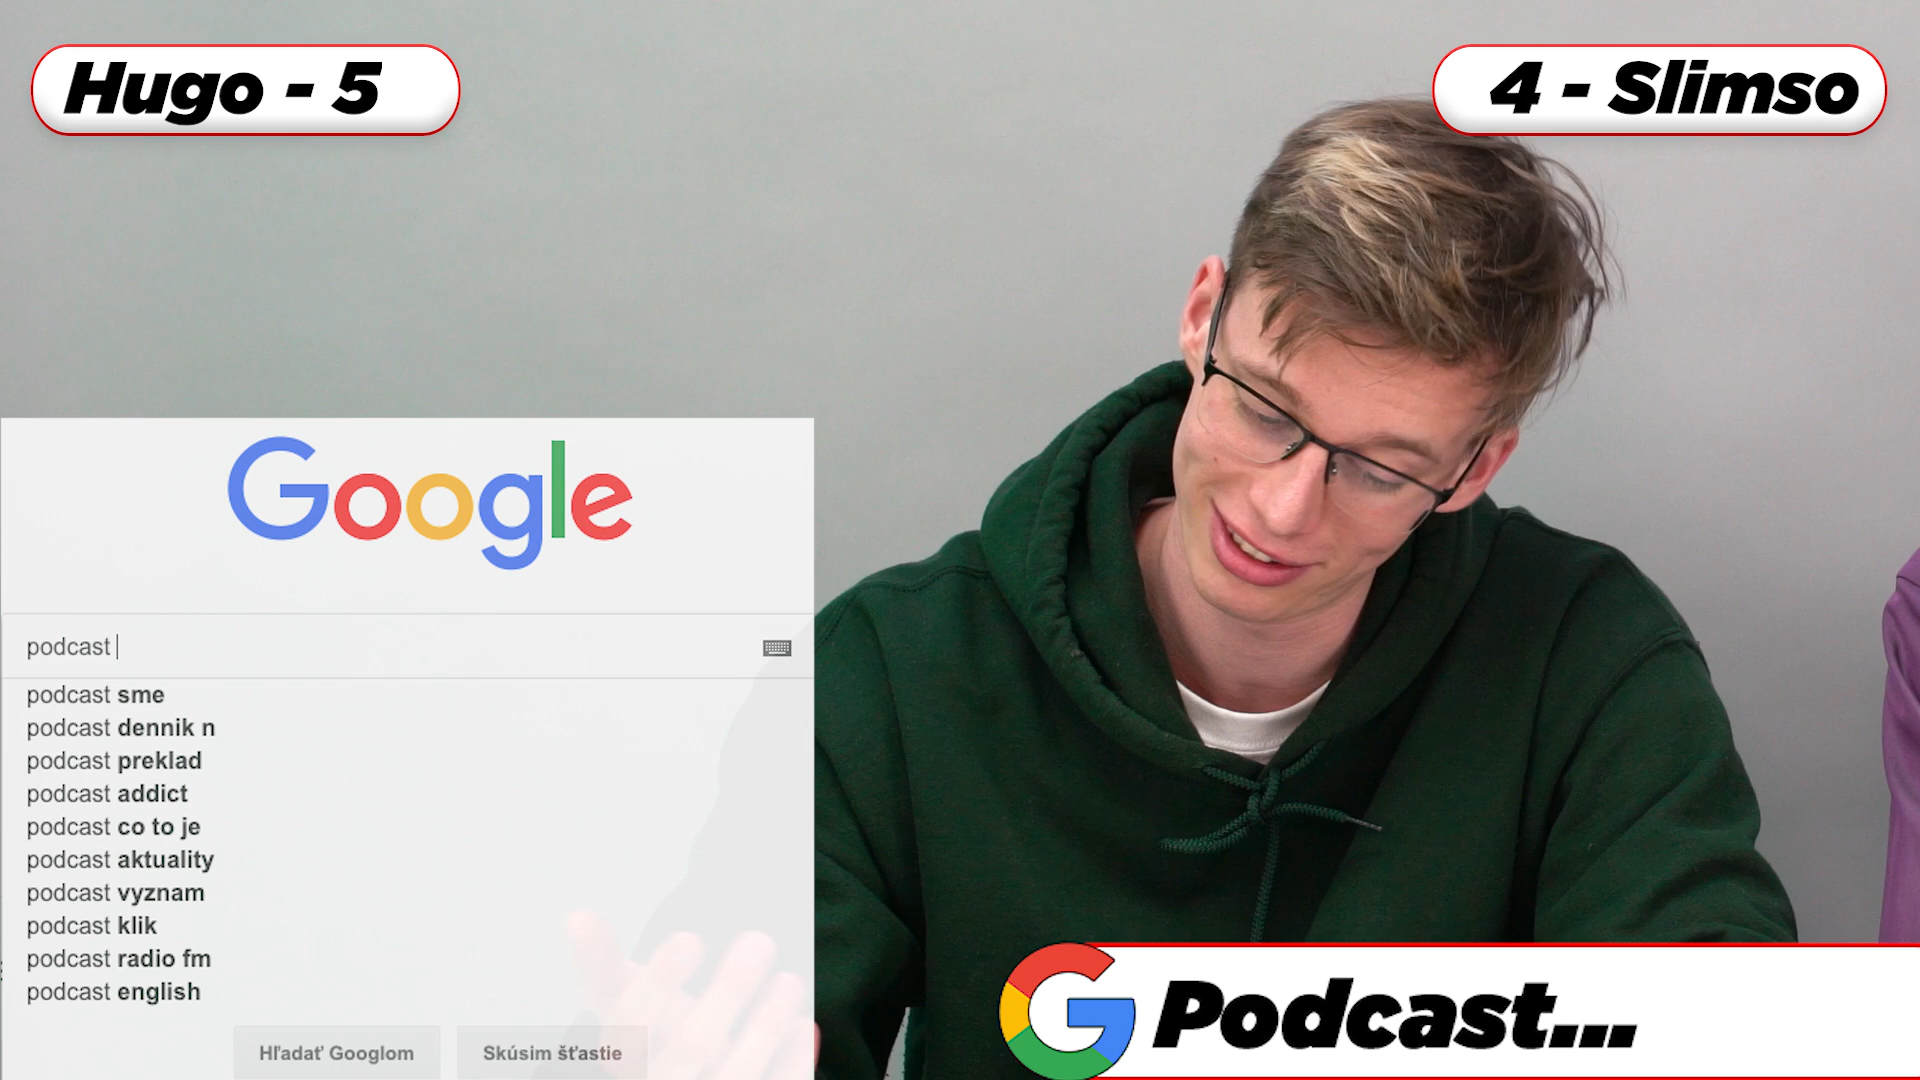 Hugo - 5
4 - Slimso
Google
podcast
podcast sme
podcast dennik n
podcast preklad
podcast addict
podcast co to je
podcast aktuality
podcast vyznam
podcast klik
podcast radio fm
podcast english
Hľadať Googlom
Skúsim šťastie
Podcast...